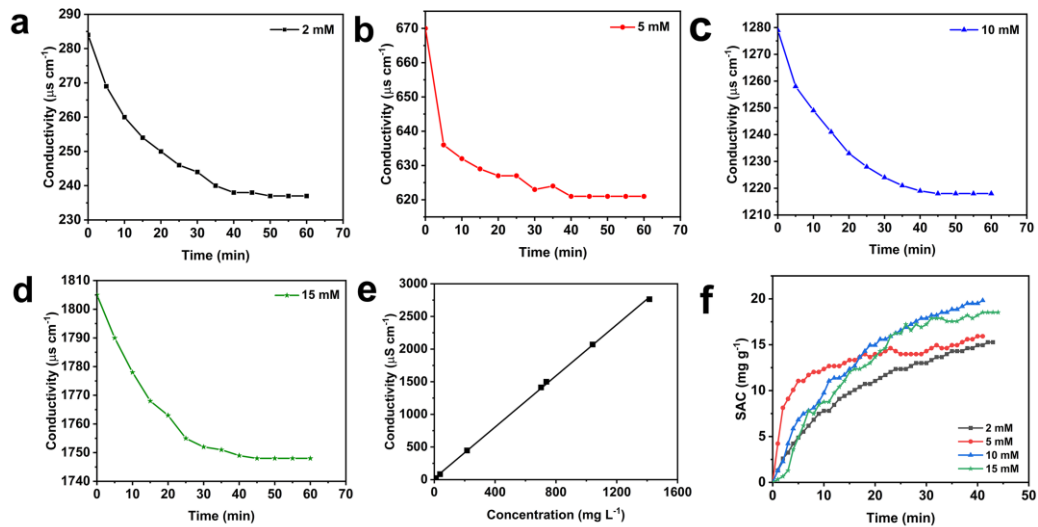 a
290
280
270
260
250
240
230
0 10 20 30 40 50 60 70
Conductivity (μs cm⁻¹)
Time (min)
2 mM
b
670
660
650
640
630
620
0 10 20 30 40 50 60 70
Conductivity (μs cm⁻¹)
Time (min)
5 mM
c
1280
1270
1260
1250
1240
1230
1220
1210
0 10 20 30 40 50 60 70
Conductivity (μs cm⁻¹)
Time (min)
10 mM
d
1810
1800
1790
1780
1770
1760
1750
1740
0 10 20 30 40 50 60 70
Conductivity (μs cm⁻¹)
Time (min)
15 mM
e
3000
2500
2000
1500
1000
500
0
0 400 800 1200 1600
Conductivity (μS cm⁻¹)
Concentration (mg L⁻¹)
f
20
15
10
5
0
0 10 20 30 40 50
SAC (mg g⁻¹)
Time (min)
2 mM
5 mM
10 mM
15 mM